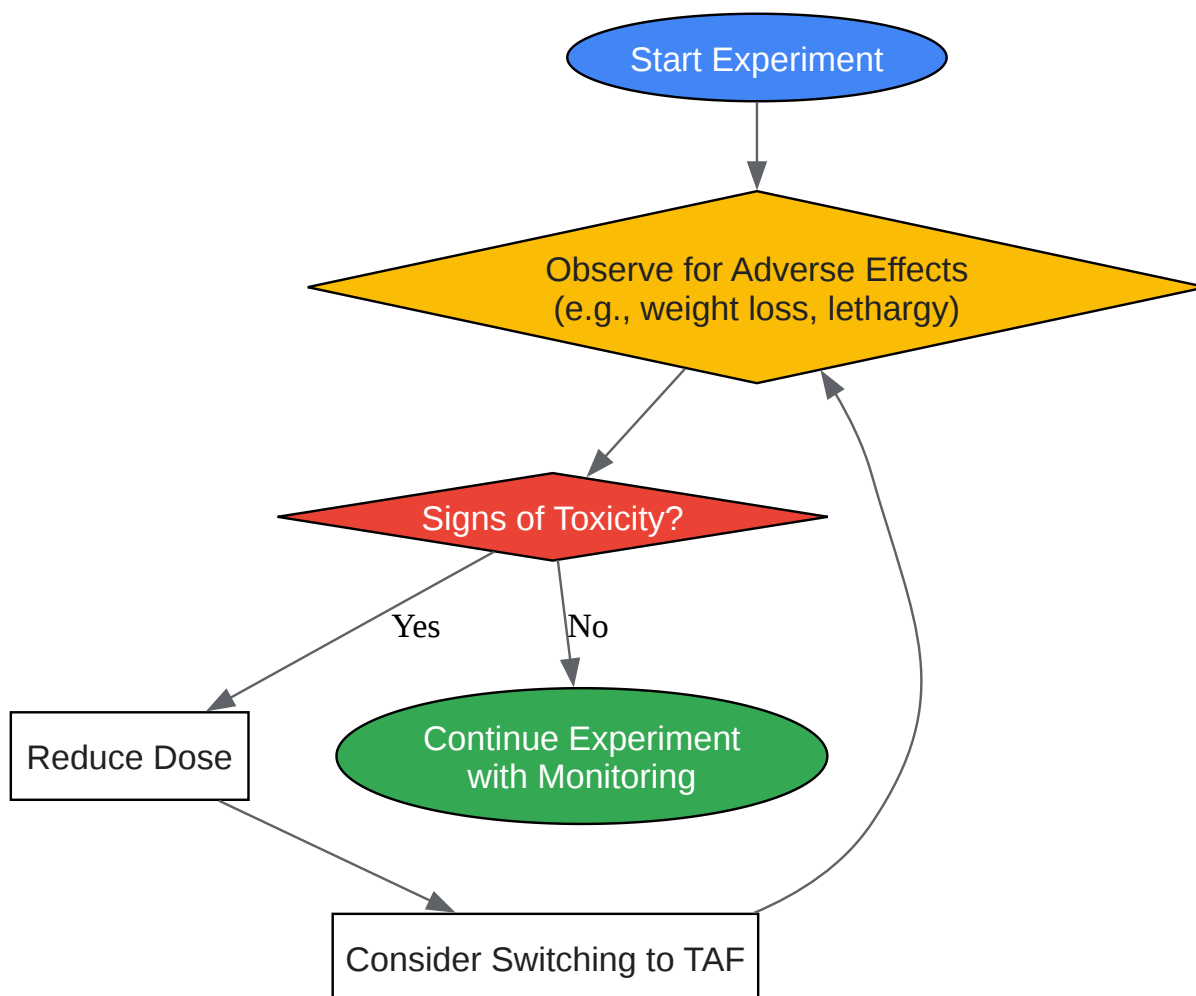 Start Experiment
Observe for Adverse Effects
(e.g., weight loss, lethargy)
Signs of Toxicity?
Yes
No
Reduce Dose
Continue Experiment
with Monitoring
Consider Switching to TAF